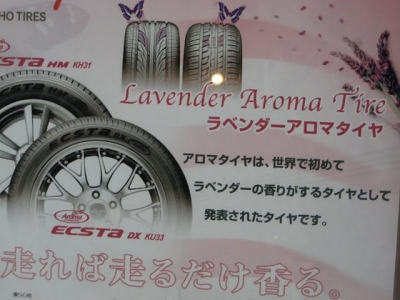 HO TIRES
ECSTA HM KH31
Lavender Aroma Tire
ラベンダーアロマタイヤ
アロマタイヤは、世界で初めて
ラベンダーの香りがするタイヤとして
発表されたタイヤです。
ECSTA
Aroma
ECSTA DX KU33
走れば走るだけ香る。